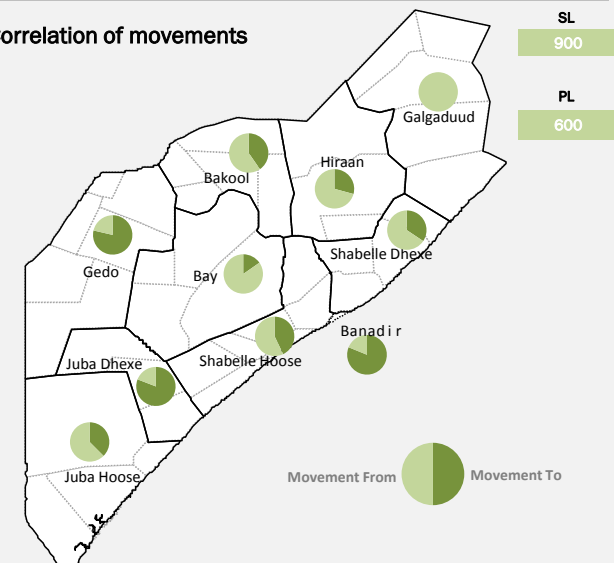 orrelation of movements
SL
900
PL
600
Galgaduud
Hiraan
Bakool
Shabelle Dhexe
Gedo
Bay
Banadir
Shabelle Hoose
Juba Dhexe
Juba Hoose
Movement From
Movement To